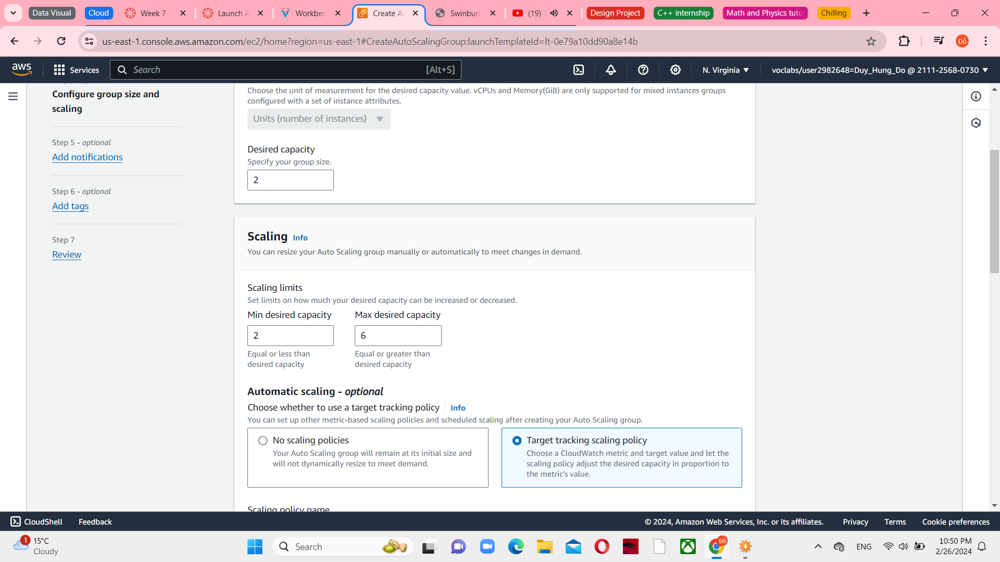 Data Visual
Cloud
Week 7 -
Launch A
Workben
Create Au
Swinburn
(19)
Design Project
C++ internship
Math and Physics tuto
Chilling
us-east-1.console.aws.amazon.com/ec2/home?region=us-east-1#CreateAutoScalingGroup:launchTemplateId=lt-0e79a10dd90a8e14b
Đỗ
aws
Services
Search
[Alt+S]
N. Virginia
voclabs/user2982648=Duy_Hung_Do @ 2111-2568-0730
Configure group size and
scaling
Step 5 - optional
Add notifications
Step 6 - optional
Add tags
Step 7
Review
Choose the unit of measurement for the desired capacity value. vCPUs and Memory(GiB) are only supported for mixed instances groups
configured with a set of instance attributes.
Units (number of instances)
Desired capacity
Specify your group size.
2
Scaling Info
You can resize your Auto Scaling group manually or automatically to meet changes in demand.
Scaling limits
Set limits on how much your desired capacity can be increased or decreased.
Min desired capacity
Max desired capacity
2
6
Equal or less than
desired capacity
Equal or greater than
desired capacity
Automatic scaling - optional
Choose whether to use a target tracking policy Info
You can set up other metric-based scaling policies and scheduled scaling after creating your Auto Scaling group.
No scaling policies
Your Auto Scaling group will remain at its initial size and
will not dynamically resize to meet demand.
Target tracking scaling policy
Choose a CloudWatch metric and target value and let the
scaling policy adjust the desired capacity in proportion to
the metric's value.
Scaling policy name
CloudShell
Feedback
© 2024, Amazon Web Services, Inc. or its affiliates.
Privacy
Terms
Cookie preferences
1
15°C
Cloudy
Search
Đỗ
ENG
10:50 PM
2/26/2024